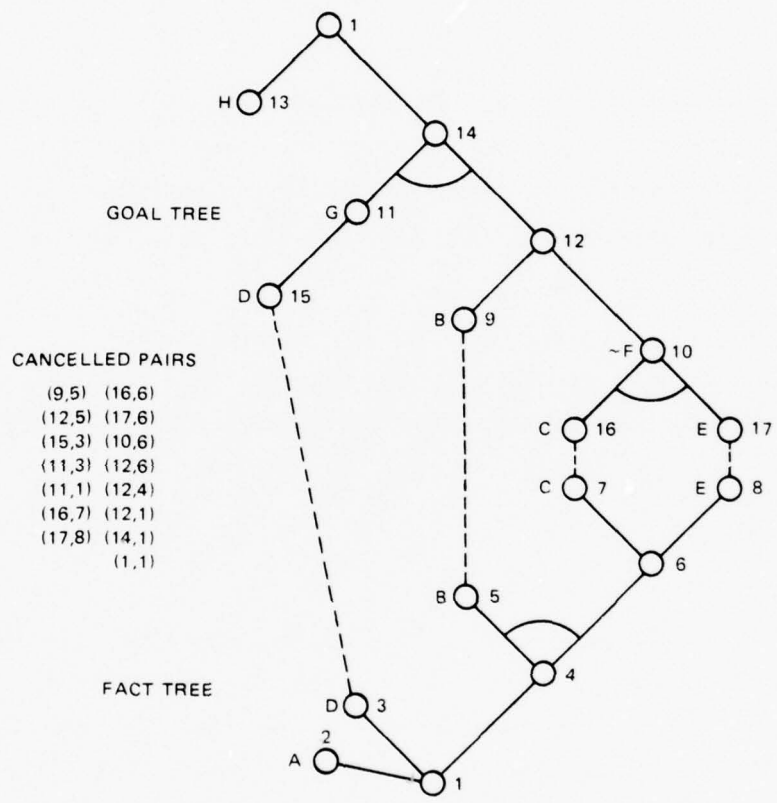 1
H 13
14
GOAL TREE
G 11
12
D 15
B 9
~F 10
CANCELLED PAIRS
(9,5) (16,6)
(12,5) (17,6)
(15,3) (10,6)
(11,3) (12,6)
(11,1) (12,4)
(16,7) (12,1)
(17,8) (14,1)
(1,1)
C 16
E 17
C 7
E 8
6
B 5
4
FACT TREE
D 3
2
A
1